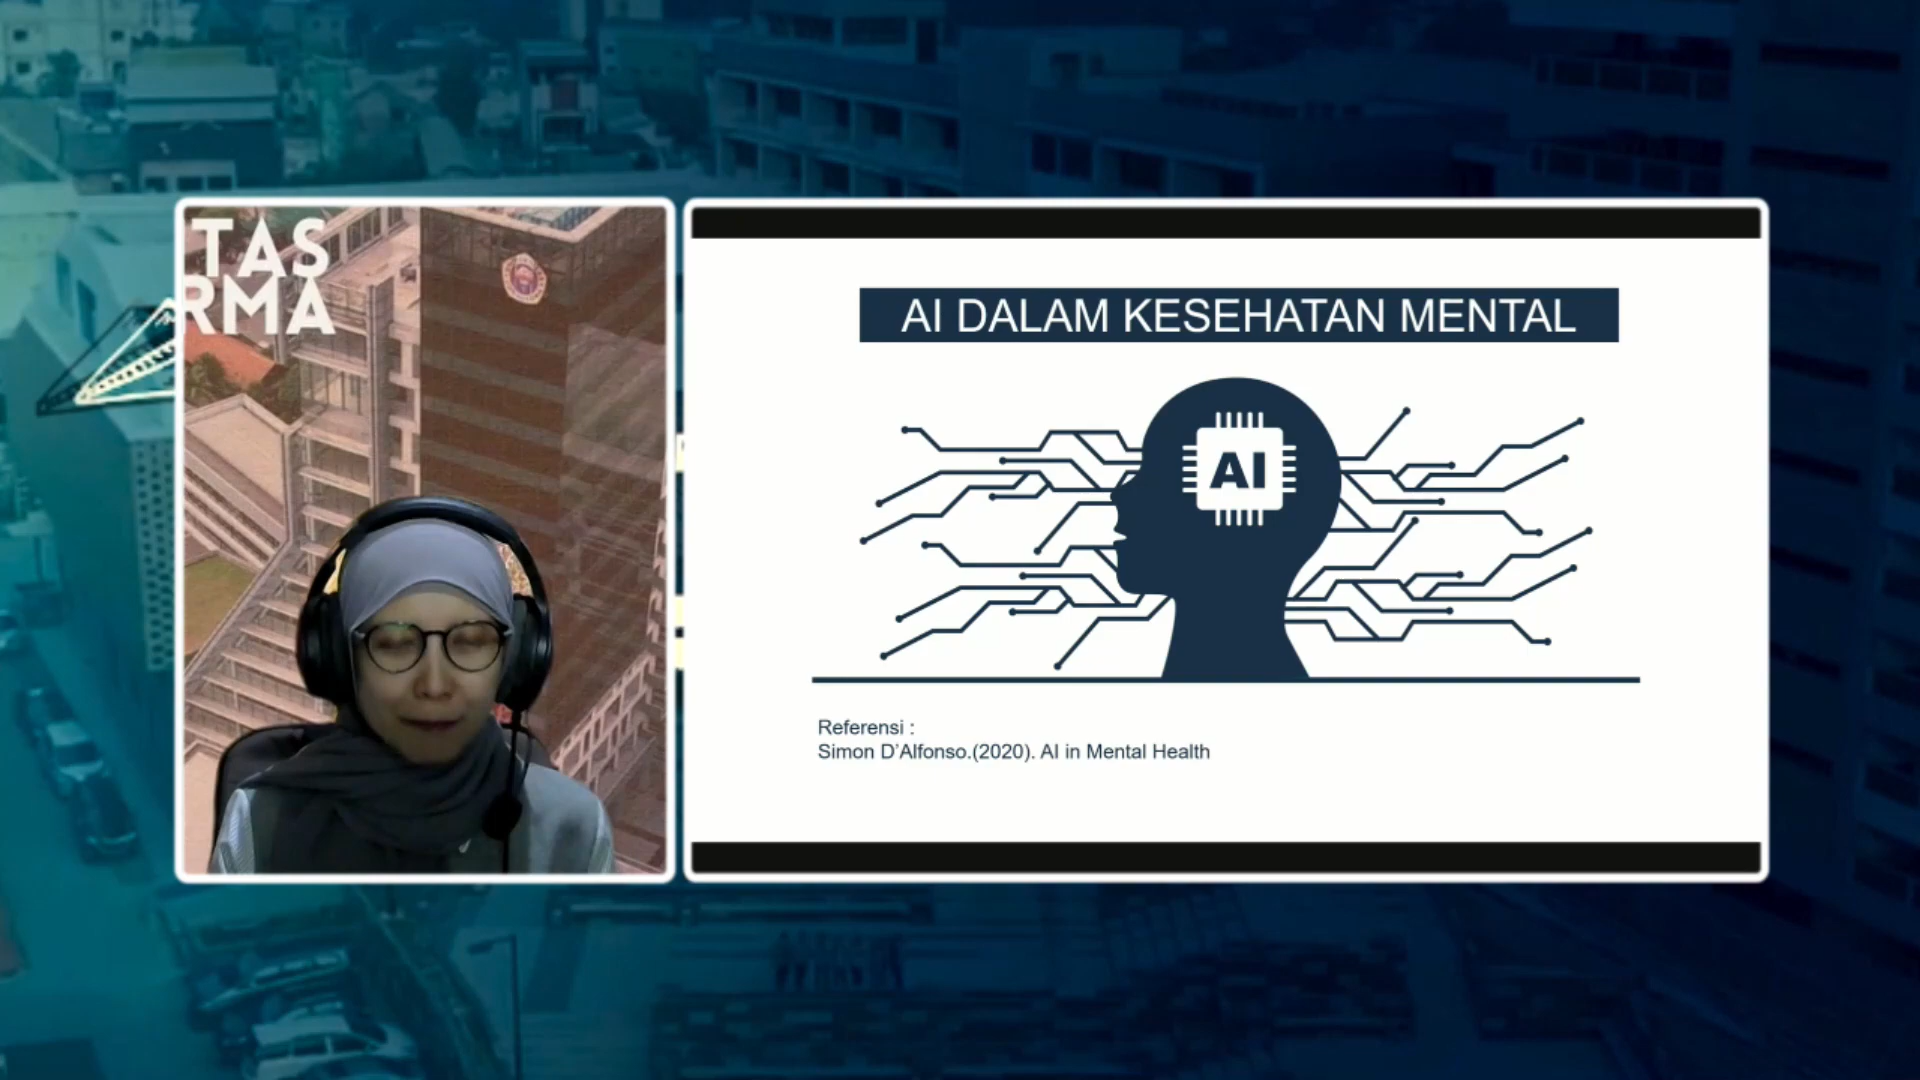 TAS
RMA
AI DALAM KESEHATAN MENTAL
AI
Referensi :
Simon D'Alfonso.(2020). AI in Mental Health